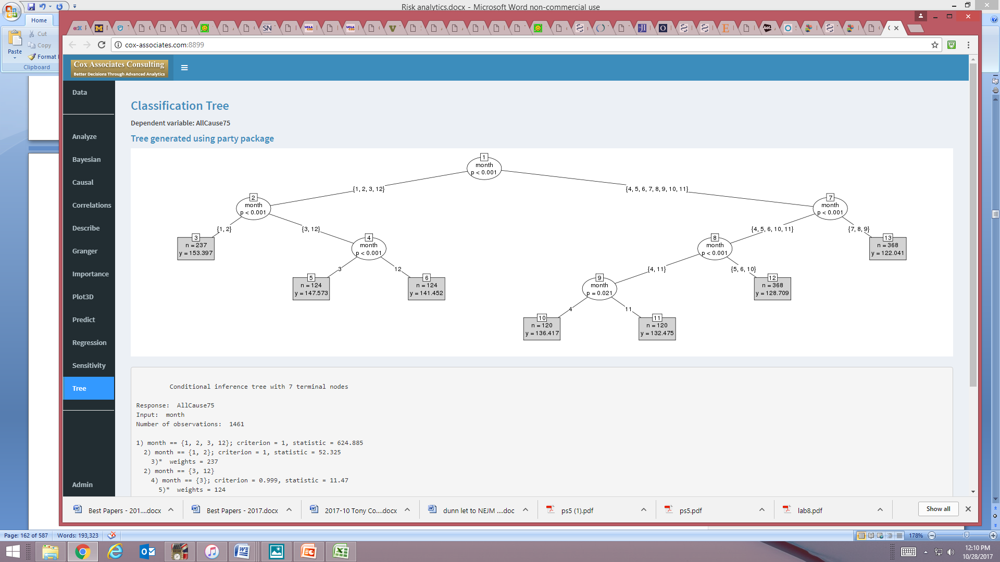 Risk analytics.docx - Microsoft Word non-commercial use
Home
Cut
Copy
Paste
Format
Clipboard
edX
M
SN
UCLA
UCLA
V
JI
O
E
Aol.
cox-associates.com:8899
Cox Associates Consulting
Better Decisions Through Advanced Analytics
Data
Analyze
Bayesian
Causal
Correlations
Describe
Granger
Importance
Plot3D
Predict
Regression
Sensitivity
Tree
Admin
Classification Tree
Dependent variable: AllCause75
Tree generated using party package
1
month
p < 0.001
{1, 2, 3, 12}
{4, 5, 6, 7, 8, 9, 10, 11}
2
month
p < 0.001
7
month
p < 0.001
{1, 2}
{3, 12}
{4, 5, 6, 10, 11}
{7, 8, 9}
3
n = 237
y = 153.397
4
month
p < 0.001
8
month
p < 0.001
13
n = 368
y = 122.041
3
12
{4, 11}
{5, 6, 10}
5
n = 124
y = 147.573
6
n = 124
y = 141.452
9
month
p = 0.021
12
n = 368
y = 128.709
4
11
10
n = 120
y = 136.417
11
n = 120
y = 132.475
Conditional inference tree with 7 terminal nodes
Response:  AllCause75
Input:  month
Number of observations:  1461
1) month == {1, 2, 3, 12}; criterion = 1, statistic = 624.885
2) month == {1, 2}; criterion = 1, statistic = 52.325
3)*  weights = 237
2) month == {3, 12}
4) month == {3}; criterion = 0.999, statistic = 11.47
5)*  weights = 124
Best Papers - 201....docx
Best Papers - 2017.docx
2017-10 Tony Co....docx
dunn let to NEJM ....doc
ps5 (1).pdf
ps5.pdf
lab8.pdf
Show all
Page: 162 of 587
Words: 193,323
178%
12:10 PM
10/28/2017